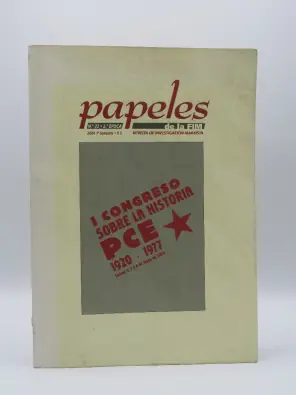 papeles
de la FIM
REVISTA DE INVESTIGACIÓN MARXISTA
I CONGRESO
SOBRE LA HISTORIA
PCE
1920 - 1977